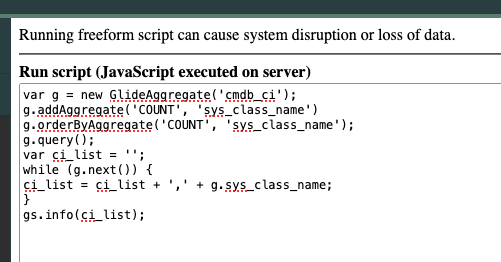 Running freeform script can cause system disruption or loss of data.
Run script (JavaScript executed on server)
var g = new GlideAggregate('cmdb_ci');
g.addAggregate('COUNT', 'sys_class_name')
g.orderByAggregate('COUNT', 'sys_class_name');
g.query();
var ci_list = '';
while (g.next()) {
ci_list = ci_list + ',' + g.sys_class_name;
}
gs.info(ci_list);